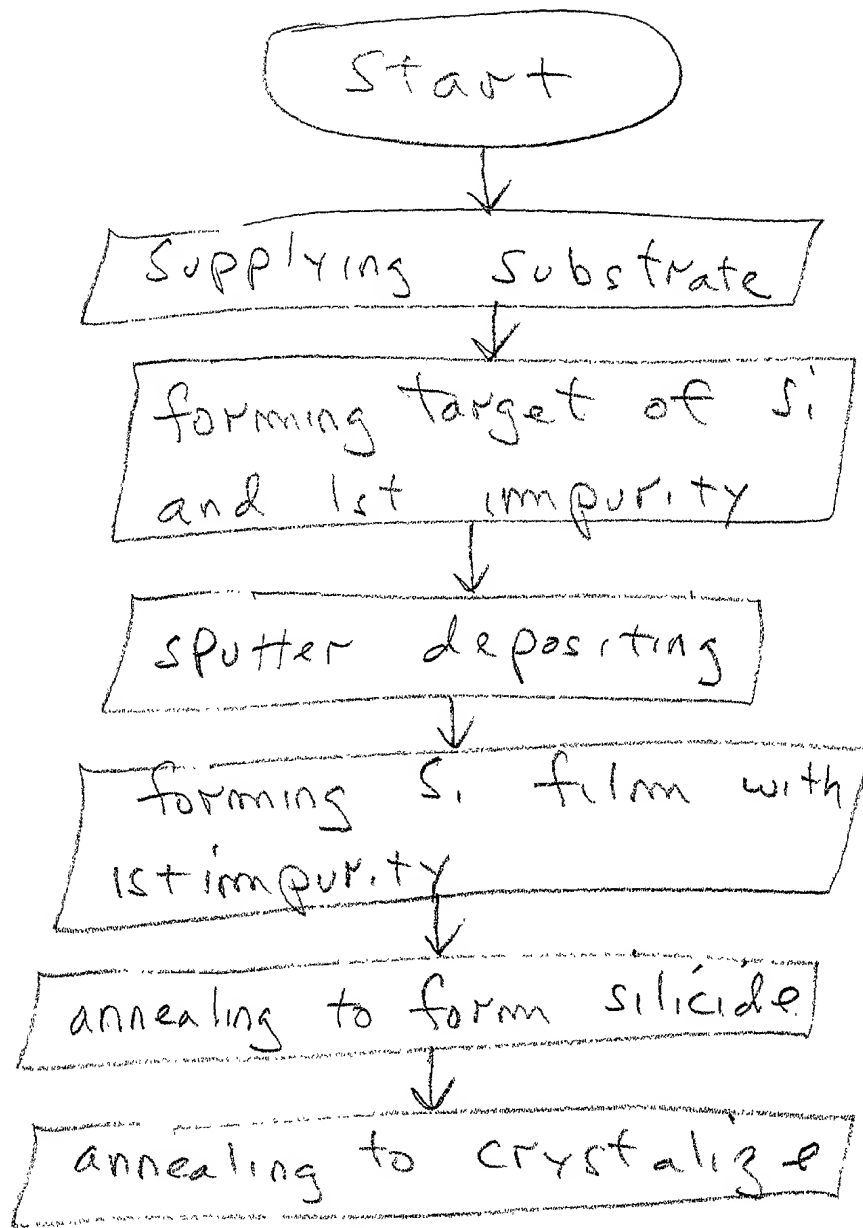 Start
Supplying substrate
forming target of Si
and 1st impurity
sputter depositing
forming Si film with
1st impurity
annealing to form silicide
annealing to crystalize